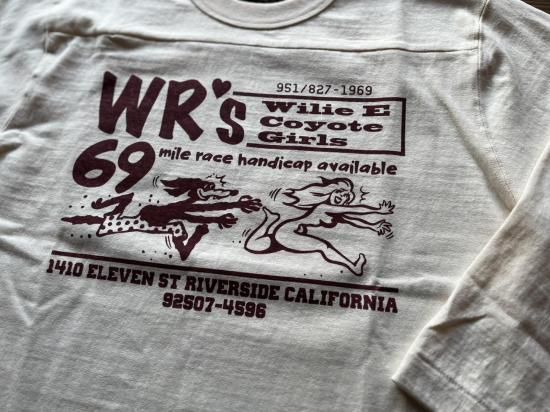 951/827-1969
WR's
Wilie E
Coyote
Girls
69 mile race handicap available
1410 ELEVEN ST RIVERSIDE CALIFORNIA
92507-4596